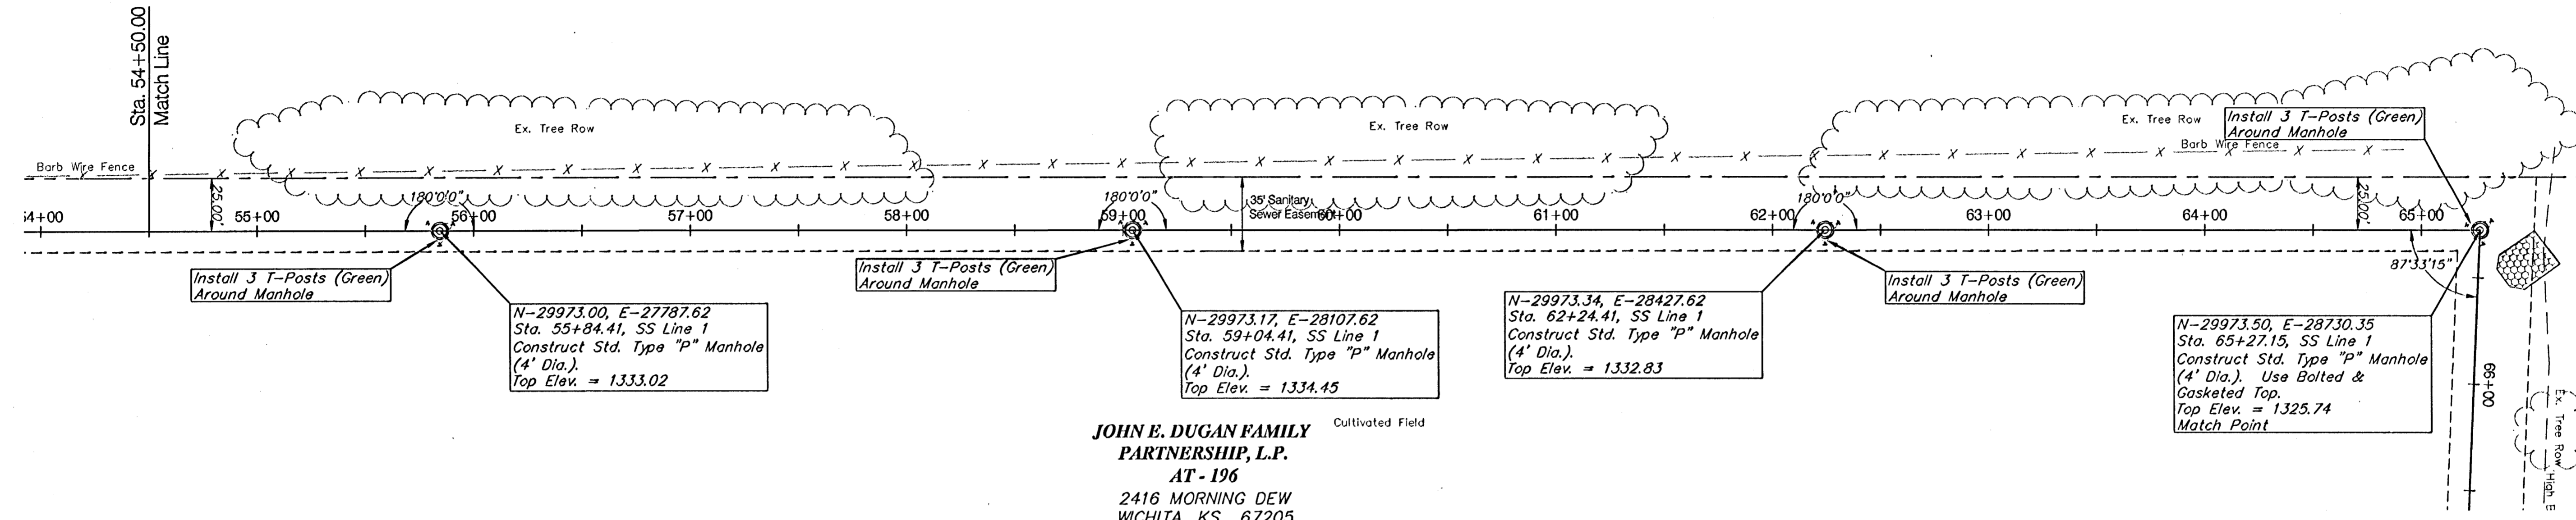 Sta. 54+50.00
Match Line
Ex. Tree Row
Ex. Tree Row
Ex. Tree Row
Install 3 T-Posts (Green)
Around Manhole
Barb Wire Fence
Barb Wire Fence
25.00'
180°0'0"
180°0'0"
35' Sanitary
Sewer Easement
180°0'0"
25.00'
55+00
56+00
57+00
58+00
59+00
60+00
61+00
62+00
63+00
64+00
65+00
87°33'15"
Install 3 T-Posts (Green)
Around Manhole
Install 3 T-Posts (Green)
Around Manhole
Install 3 T-Posts (Green)
Around Manhole
N-29973.00, E-27787.62
Sta. 55+84.41, SS Line 1
Construct Std. Type "P" Manhole
(4' Dia.).
Top Elev. = 1333.02
N-29973.17, E-28107.62
Sta. 59+04.41, SS Line 1
Construct Std. Type "P" Manhole
(4' Dia.).
Top Elev. = 1334.45
N-29973.34, E-28427.62
Sta. 62+24.41, SS Line 1
Construct Std. Type "P" Manhole
(4' Dia.).
Top Elev. = 1332.83
N-29973.50, E-28730.35
Sta. 65+27.15, SS Line 1
Construct Std. Type "P" Manhole
(4' Dia.). Use Bolted &
Gasketed Top.
Top Elev. = 1325.74
Match Point
66+00
Ex. Tree Row
High
Cultivated Field
JOHN E. DUGAN FAMILY
PARTNERSHIP, L.P.
AT - 196
2416 MORNING DEW
WICHITA, KS 67205